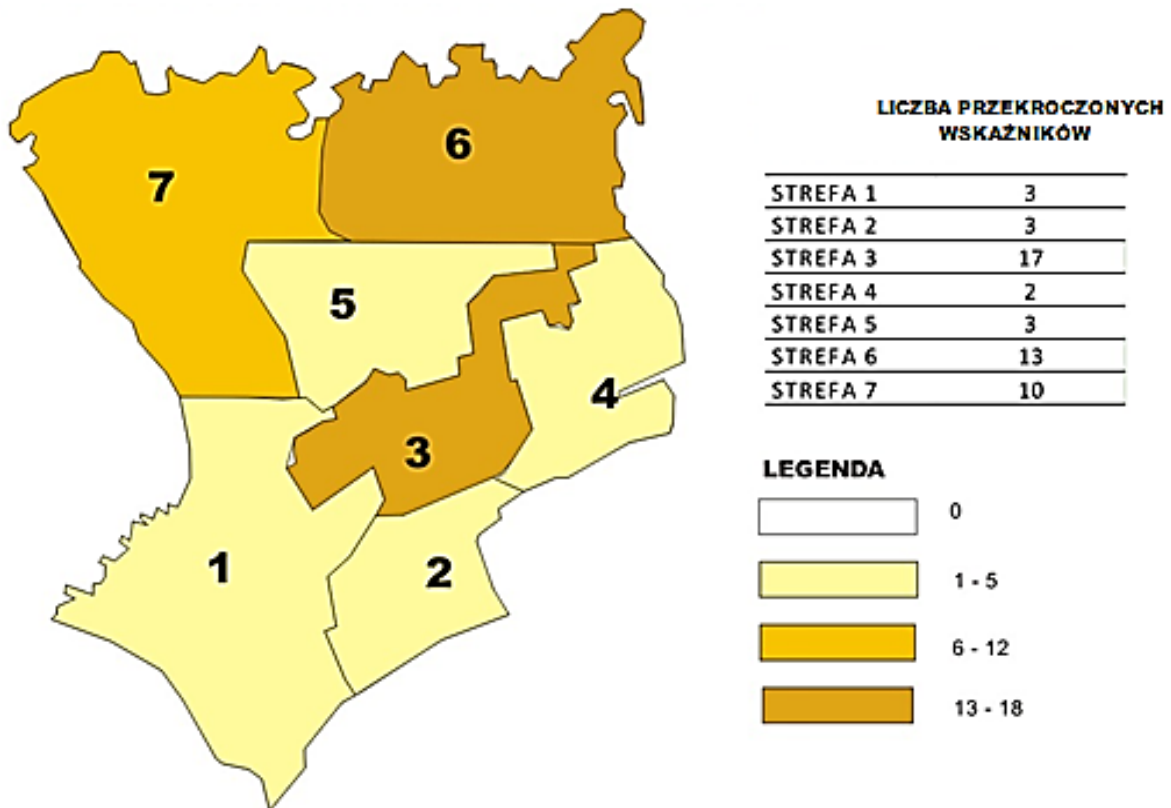 LICZBA PRZEKROCZONYCH
WSKAŹNIKÓW
STREFA 1 3
STREFA 2 3
STREFA 3 17
STREFA 4 2
STREFA 5 3
STREFA 6 13
STREFA 7 10
LEGENDA
0
1 - 5
6 - 12
13 - 18
6
7
5
4
3
1
2